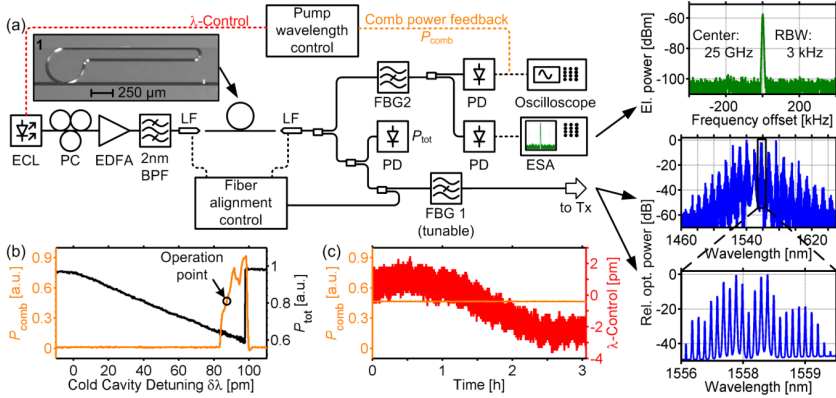 (a)
λ-Control
Pump
wavelength
control
Comb power feedback
P_comb
1
250 µm
LF
LF
ECL
PC
EDFA
2nm
BPF
Fiber
alignment
control
FBG2
PD
Oscilloscope
PD
P_tot
PD
ESA
FBG 1
(tunable)
to Tx
El. power [dBm]
-60
-100
Center:
25 GHz
RBW:
3 kHz
-200
0
200
Frequency offset [kHz]
Rel. opt. power [dB]
0
-20
-40
-60
1460
1540
1620
Wavelength [nm]
0
-10
-20
-30
-40
-50
1556
1558
1559
Wavelength [nm]
(b)
P_comb [a.u.]
0.9
0.6
0.3
0
Operation
point
1
0.8
0.6
P_tot [a.u.]
0
20
40
60
80
100
Cold Cavity Detuning δλ [pm]
(c)
P_comb [a.u.]
0.9
0.6
0.3
0
2
0
-2
-4
λ-Control [pm]
0
1
2
3
Time [h]